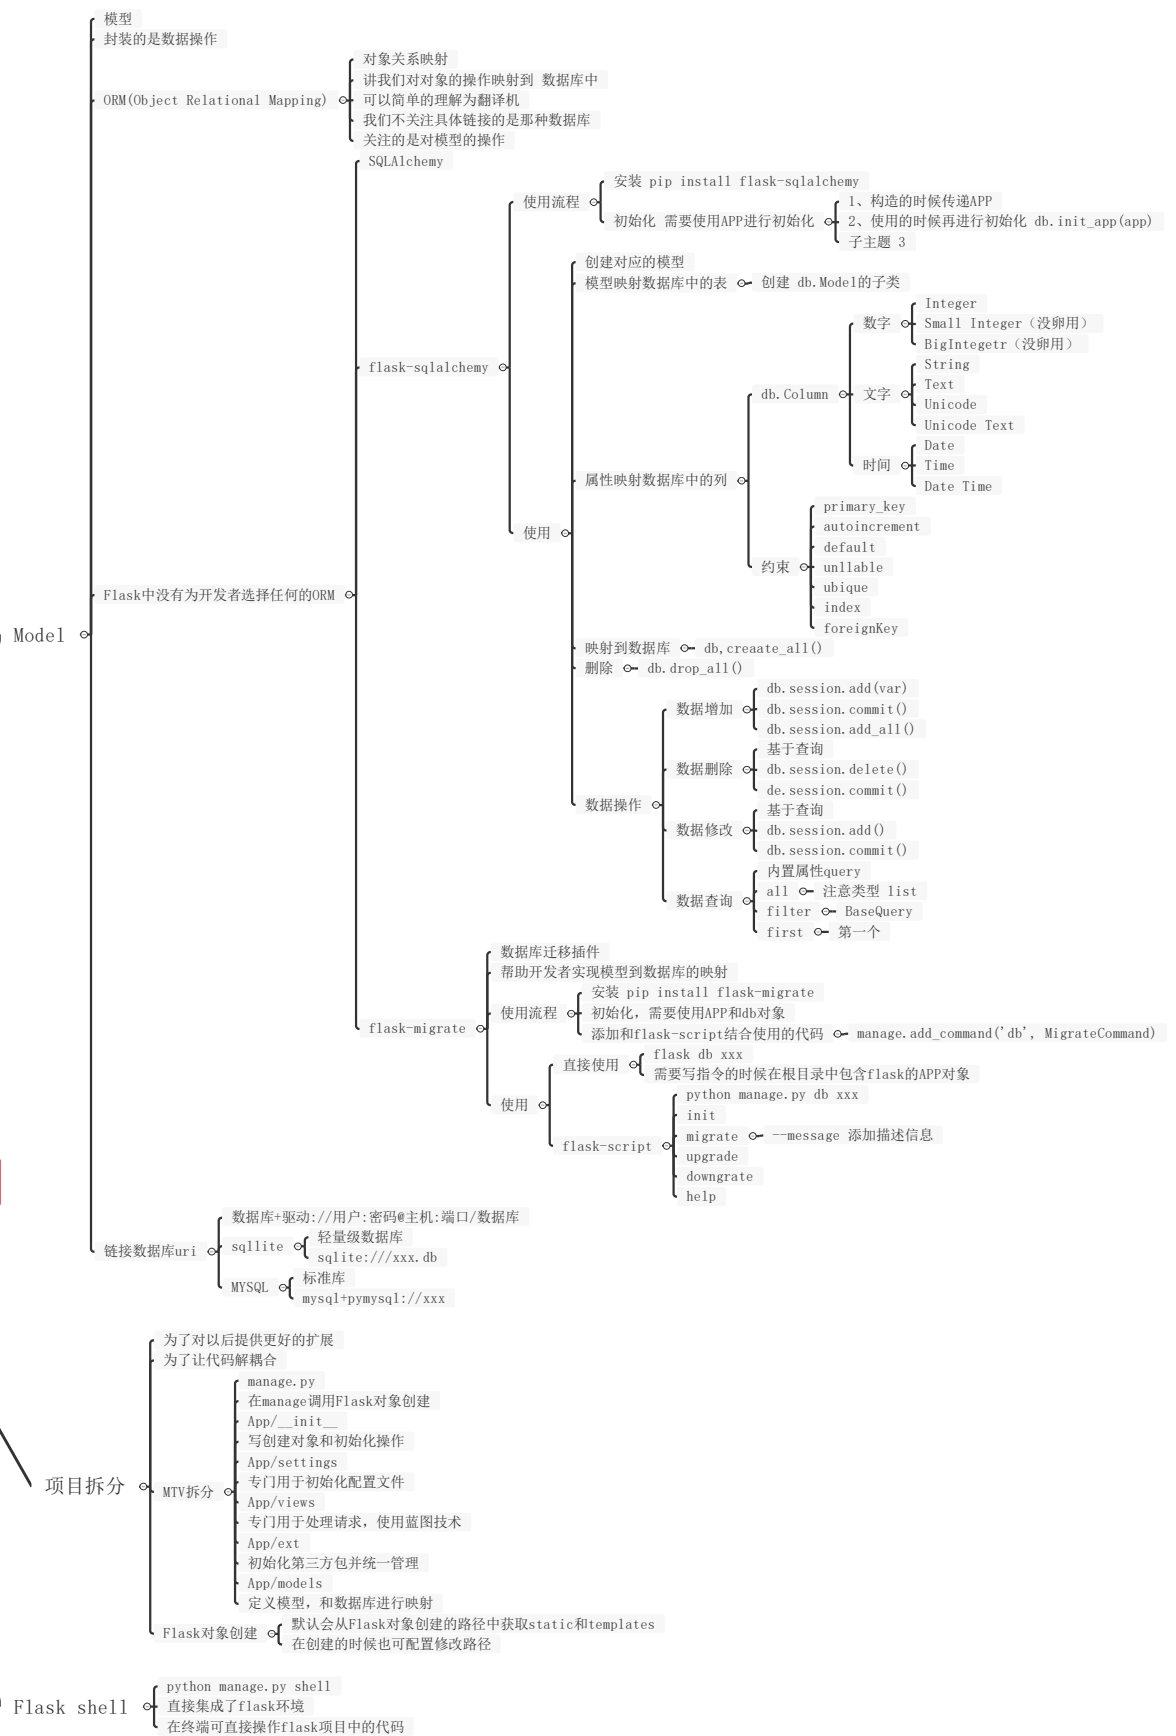 模型
封装的是数据操作
对象关系映射
讲我们对对象的操作映射到 数据库中
ORM(Object Relational Mapping)
可以简单的理解为翻译机
我们不关注具体链接的是那种数据库
关注的是对模型的操作
SQLAlchemy
安装 pip install flask-sqlalchemy
使用流程
1、构造的时候传递APP
初始化 需要使用APP进行初始化
2、使用的时候再进行初始化 db.init_app(app)
子主题 3
创建对应的模型
模型映射数据库中的表
创建 db.Model的子类
Integer
数字
Small Integer（没卵用）
BigIntegetr（没卵用）
flask-sqlalchemy
String
Text
db.Column
文字
Unicode
Unicode Text
Date
时间
Time
属性映射数据库中的列
Date Time
primary_key
autoincrement
使用
default
约束
unllable
ubique
Flask中没有为开发者选择任何的ORM
index
foreignKey
Model
映射到数据库
db,creaate_all()
删除
db.drop_all()
db.session.add(var)
数据增加
db.session.commit()
db.session.add_all()
基于查询
数据删除
db.session.delete()
de.session.commit()
数据操作
基于查询
数据修改
db.session.add()
db.session.commit()
内置属性query
all
注意类型 list
数据查询
filter
BaseQuery
first
第一个
数据库迁移插件
帮助开发者实现模型到数据库的映射
安装 pip install flask-migrate
使用流程
初始化，需要使用APP和db对象
flask-migrate
添加和flask-script结合使用的代码
manage.add_command('db', MigrateCommand)
flask db xxx
直接使用
需要写指令的时候在根目录中包含flask的APP对象
python manage.py db xxx
使用
init
migrate
--message 添加描述信息
flask-script
upgrade
downgrate
help
数据库+驱动://用户:密码@主机:端口/数据库
轻量级数据库
sqllite
链接数据库uri
sqlite:///xxx.db
标准库
MYSQL
mysql+pymysql://xxx
为了对以后提供更好的扩展
为了让代码解耦合
manage.py
在manage调用Flask对象创建
App/__init__
写创建对象和初始化操作
App/settings
专门用于初始化配置文件
项目拆分
MTV拆分
App/views
专门用于处理请求，使用蓝图技术
App/ext
初始化第三方包并统一管理
App/models
定义模型，和数据库进行映射
默认会从Flask对象创建的路径中获取static和templates
Flask对象创建
在创建的时候也可配置修改路径
python manage.py shell
Flask shell
直接集成了flask环境
在终端可直接操作flask项目中的代码